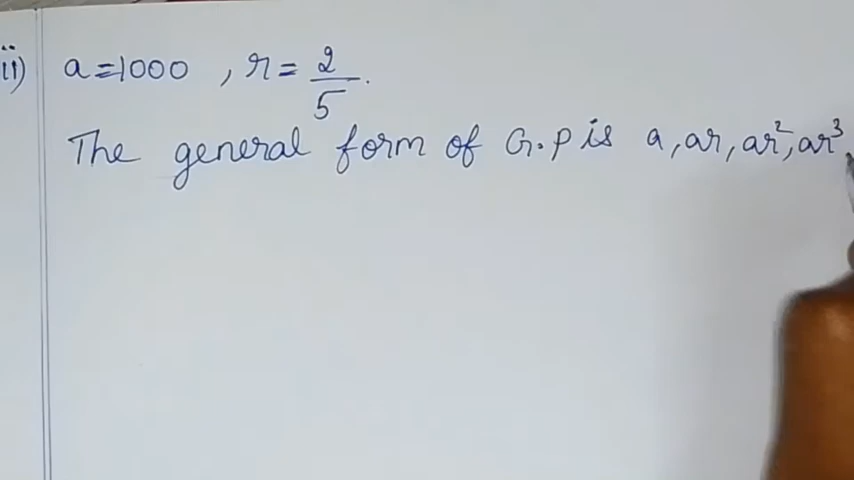 ii) a=1000 , r= 2/5.
The general form of G.P is a, ar, ar², ar³.